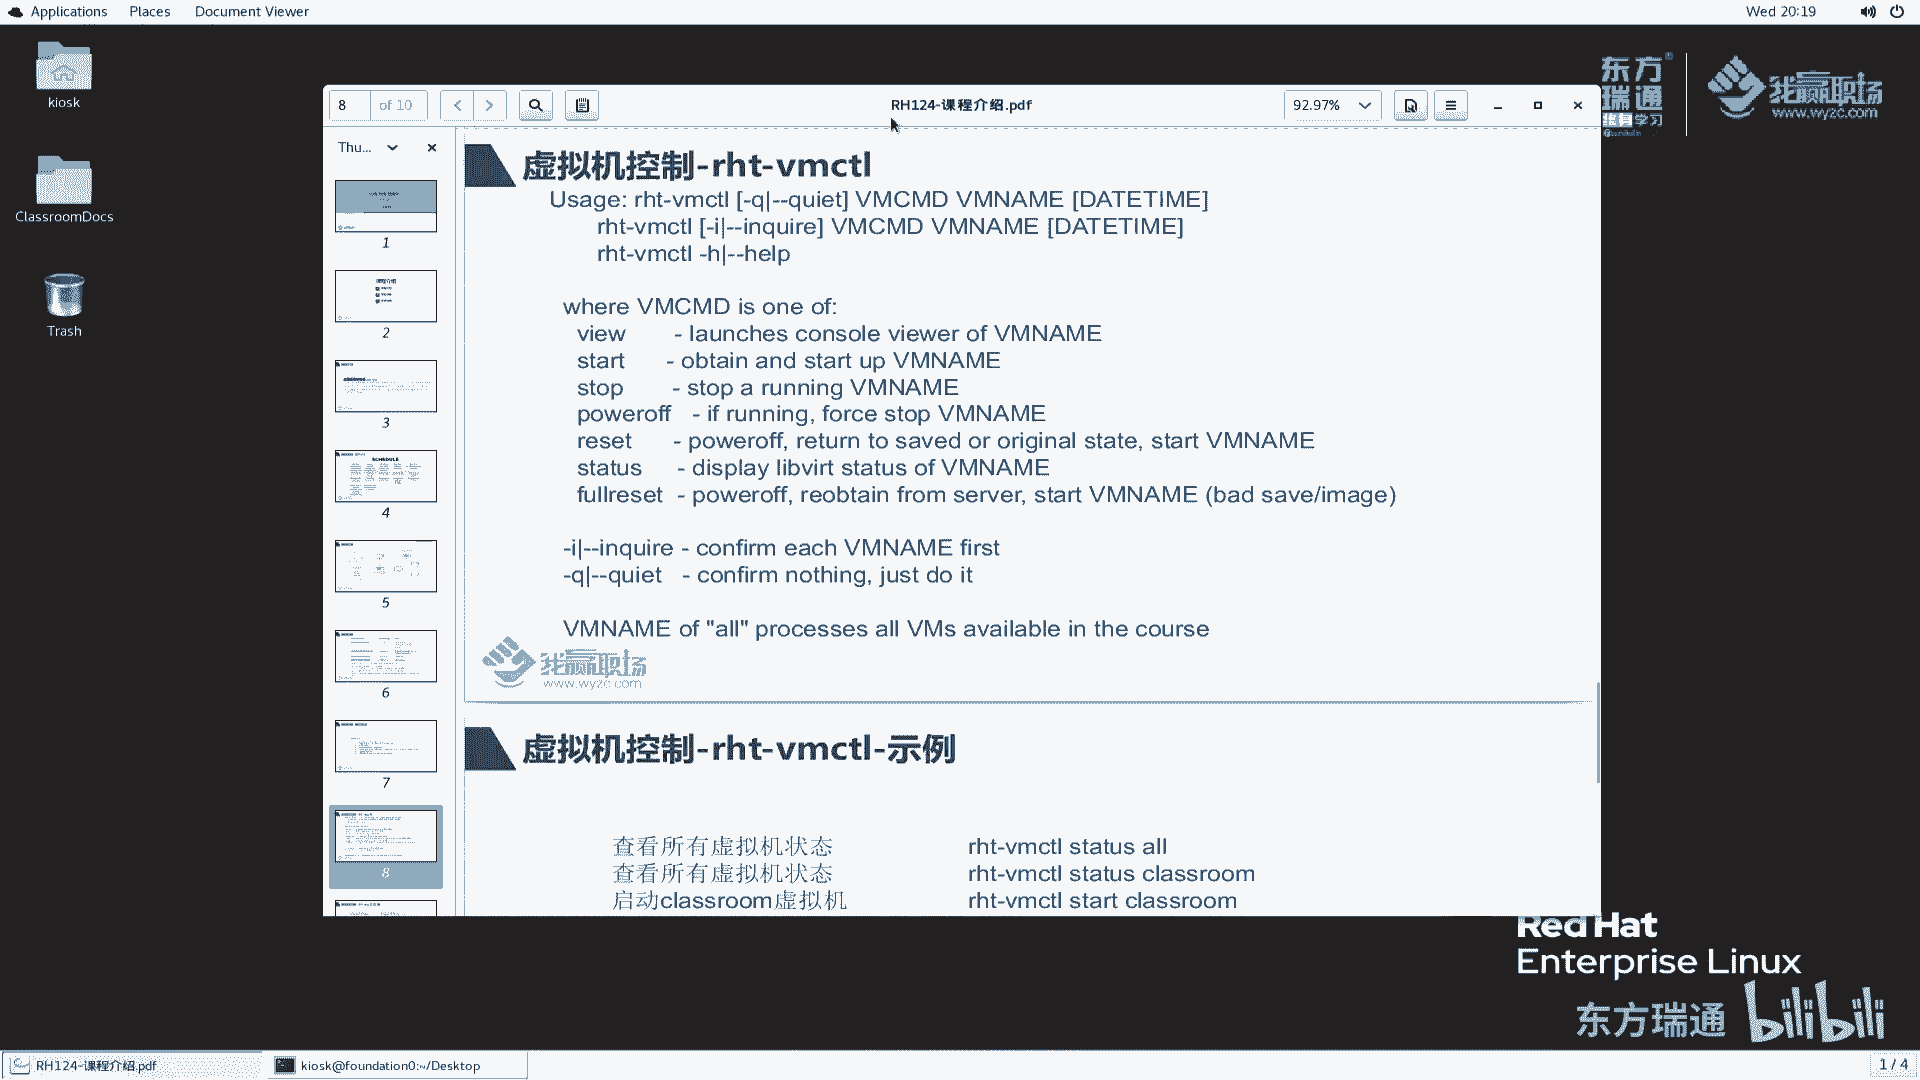 Applications Places Document Viewer
Wed 20:19
kiosk
ClassroomDocs
Trash
东方瑞通
终身学习
我赢职场
www.wyzc.com
8 of 10
RH124-课程介绍.pdf
92.97%
Thu...
1
2
3
4
5
6
7
8
虚拟机控制-rht-vmctl
Usage: rht-vmctl [-q|--quiet] VMCMD VMNAME [DATETIME]
rht-vmctl [-i|--inquire] VMCMD VMNAME [DATETIME]
rht-vmctl -h|--help
where VMCMD is one of:
view - launches console viewer of VMNAME
start - obtain and start up VMNAME
stop - stop a running VMNAME
poweroff - if running, force stop VMNAME
reset - poweroff, return to saved or original state, start VMNAME
status - display libvirt status of VMNAME
fullreset - poweroff, reobtain from server, start VMNAME (bad save/image)
-i|--inquire - confirm each VMNAME first
-q|--quiet - confirm nothing, just do it
VMNAME of "all" processes all VMs available in the course
我赢职场
www.wyzc.com
虚拟机控制-rht-vmctl-示例
查看所有虚拟机状态 rht-vmctl status all
查看所有虚拟机状态 rht-vmctl status classroom
启动classroom虚拟机 rht-vmctl start classroom
Red Hat
Enterprise Linux
东方瑞通 bilibili
RH124-课程介绍.pdf
kiosk@foundation0:~/Desktop
1 / 4